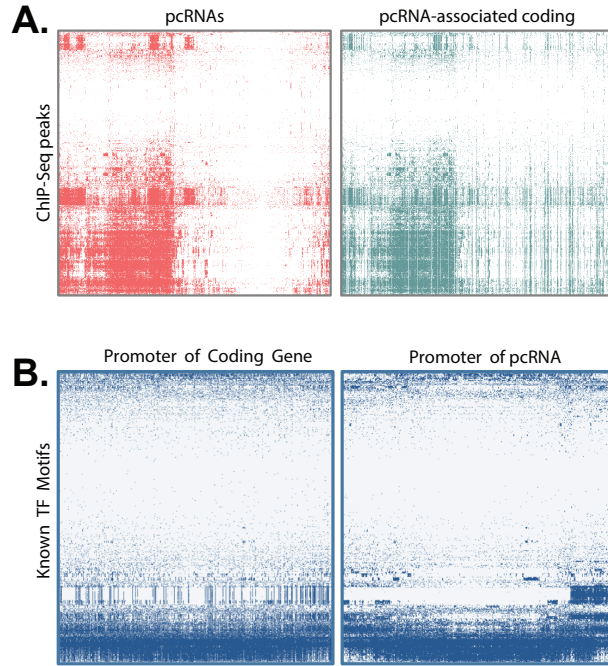 A.
pcRNAs
pcRNA-associated coding
ChIP-Seq peaks
B.
Promoter of Coding Gene
Promoter of pcRNA
Known TF Motifs